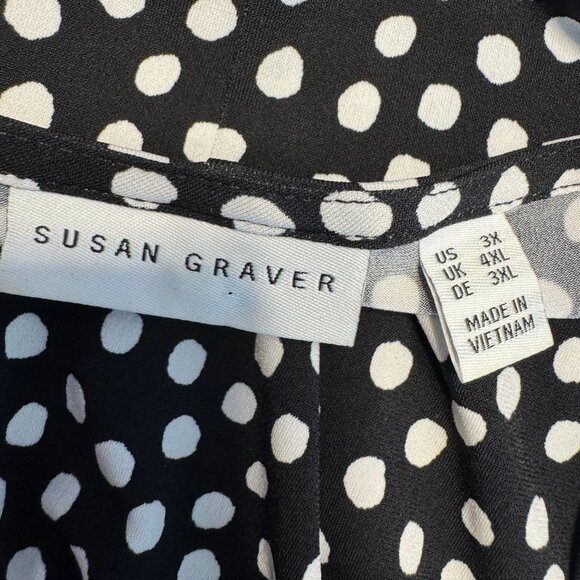 SUSAN GRAVER
US 3X
UK 4XL
DE 3XL
MADE IN
VIETNAM